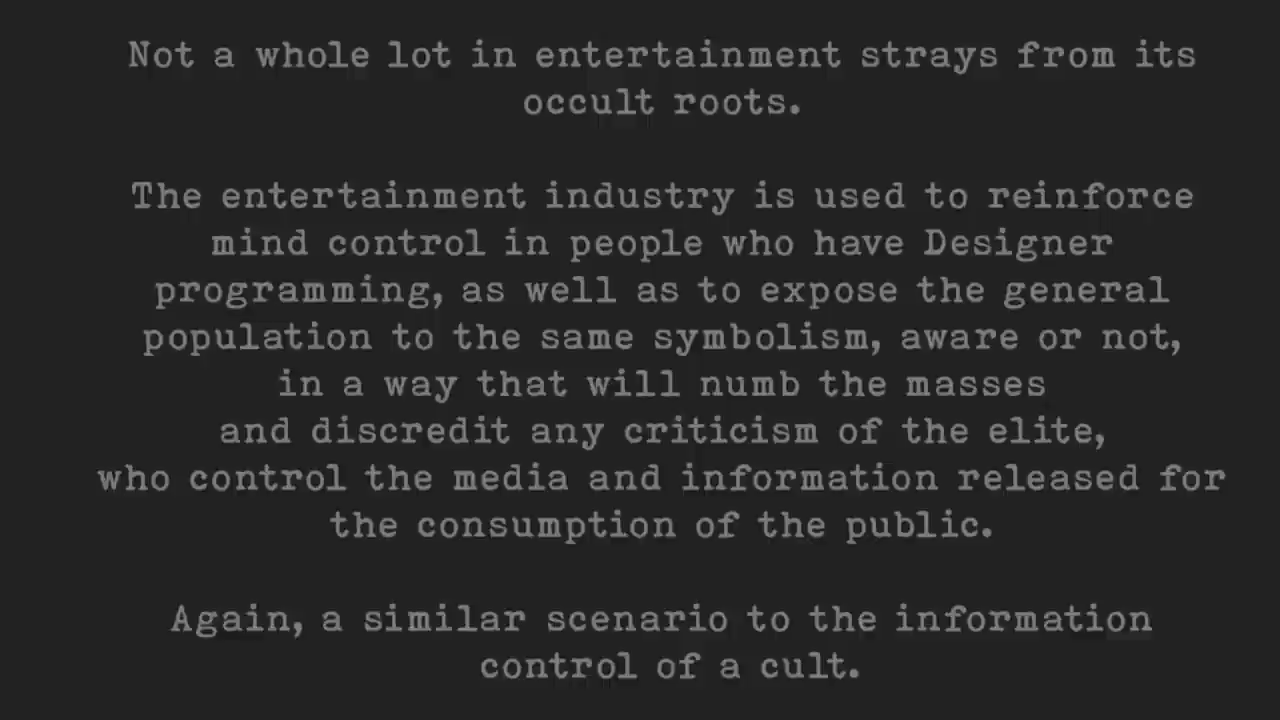 Not a whole lot in entertainment strays from its
occult roots.
The entertainment industry is used to reinforce
mind control in people who have Designer
programming, as well as to expose the general
population to the same symbolism, aware or not,
in a way that will numb the masses
and discredit any criticism of the elite,
who control the media and information released for
the consumption of the public.
Again, a similar scenario to the information
control of a cult.